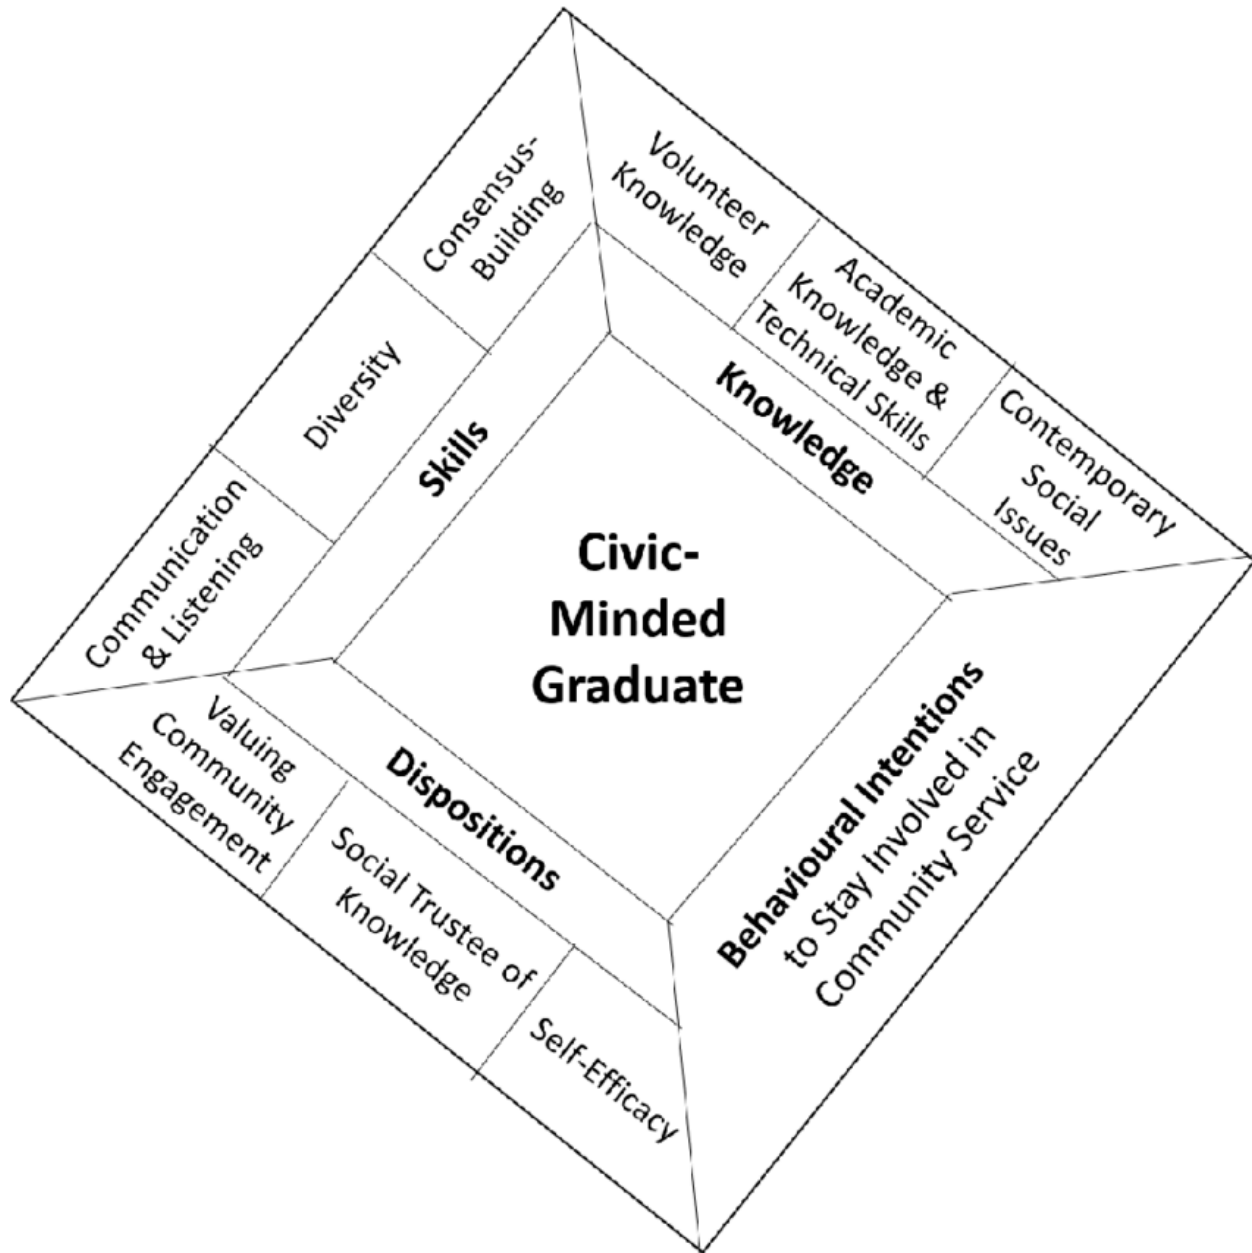 Consensus-
Building
Diversity
Communication
& Listening
Skills
Volunteer
Knowledge
Academic
Knowledge &
Technical Skills
Contemporary
Social
Issues
Knowledge
Civic-
Minded
Graduate
Dispositions
Valuing
Community
Engagement
Social Trustee of
Knowledge
Self-Efficacy
Behavioural Intentions
to Stay Involved in
Community Service